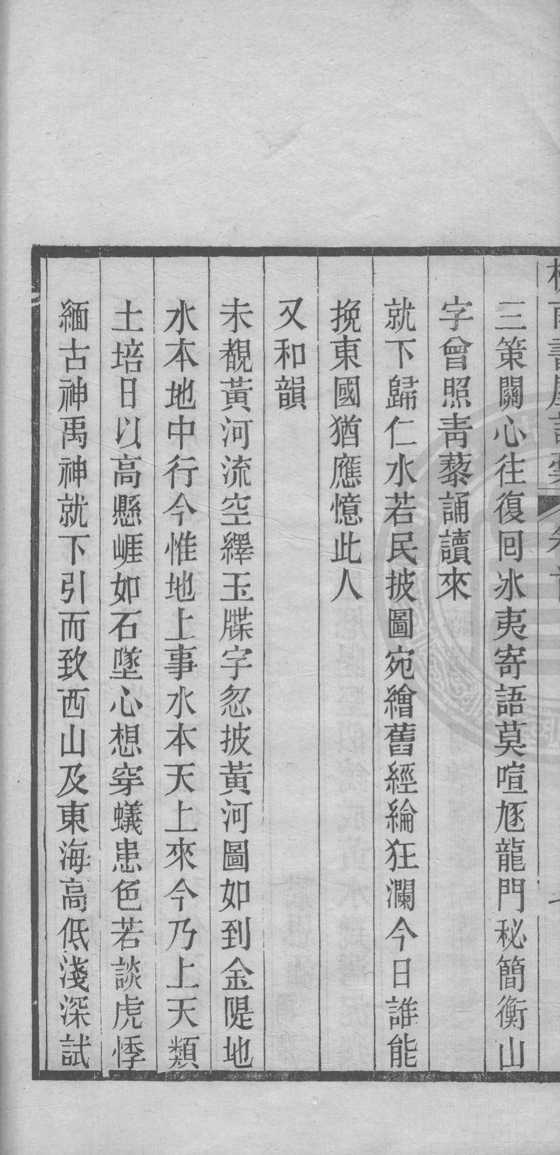 三策關心往復囘冰夷寄語莫喧豗龍門秘簡衡山
字曾照靑藜誦讀來
就下歸仁水若民披圖宛繪舊經綸狂瀾今日誰能
挽東國猶應憶此人
又和韻
未覩黃河流空繹玉牒字忽披黃河圖如到金隄地
水本地中行今惟地上事水本天上來今乃上天類
土培日以高懸崕如石墜心想穿蟻患色若談虎悸
緬古神禹神就下引而致西山及東海高低淺深試